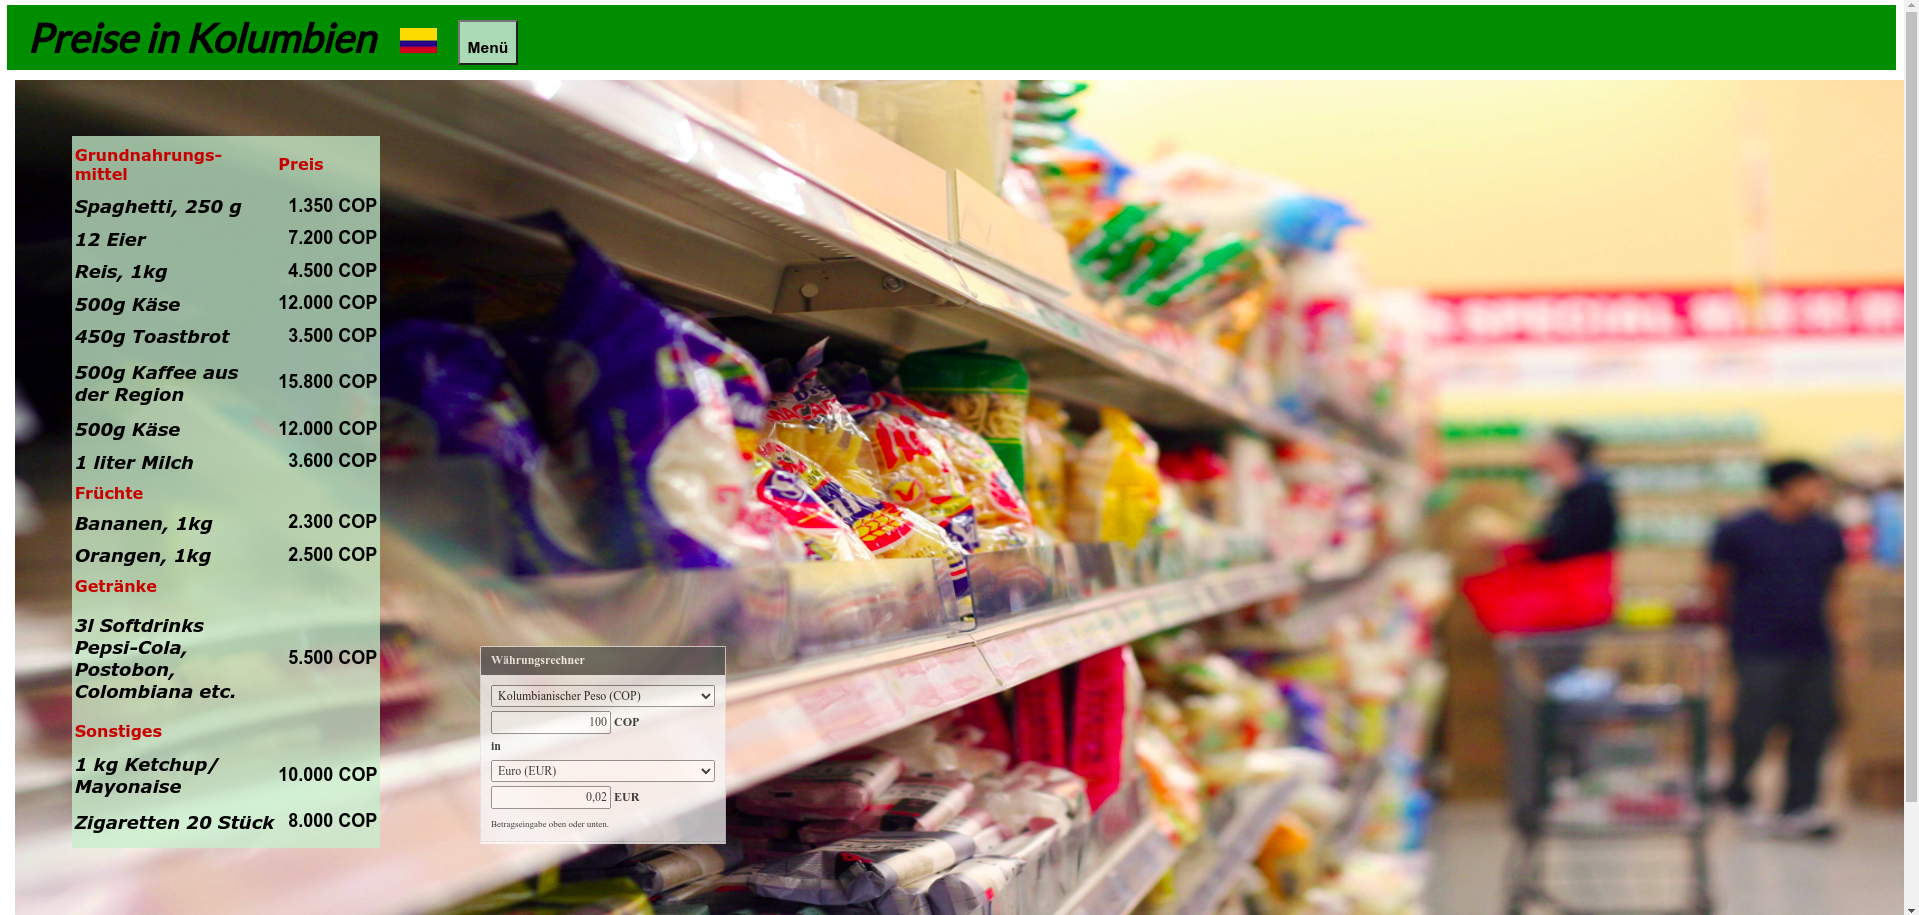 Preise in Kolumbien
Menü
Grundnahrungs-
mittel
Preis
Spaghetti, 250 g 1.350 COP
12 Eier 7.200 COP
Reis, 1kg 4.500 COP
500g Käse 12.000 COP
450g Toastbrot 3.500 COP
500g Kaffee aus
der Region
15.800 COP
500g Käse 12.000 COP
1 liter Milch 3.600 COP
Früchte
Bananen, 1kg 2.300 COP
Orangen, 1kg 2.500 COP
Getränke
3l Softdrinks
Pepsi-Cola,
Postobon,
Colombiana etc.
5.500 COP
Sonstiges
1 kg Ketchup/
Mayonaise
10.000 COP
Zigaretten 20 Stück 8.000 COP
Währungsrechner
Kolumbianischer Peso (COP)
100 COP
in
Euro (EUR)
0,02 EUR
Betragseingabe oben oder unten.
SPECIAL